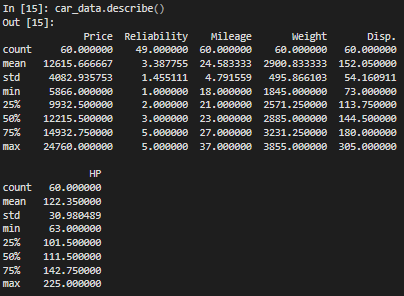 In [15]: car_data.describe()
Out [15]:
Price Reliability Mileage Weight Disp.
count 60.000000 49.000000 60.000000 60.000000 60.000000
mean 12615.666667 3.387755 24.583333 2900.833333 152.050000
std 4082.935753 1.455111 4.791559 495.866103 54.160911
min 5866.000000 1.000000 18.000000 1845.000000 73.000000
25% 9932.500000 2.000000 21.000000 2571.250000 113.750000
50% 12215.500000 3.000000 23.000000 2885.000000 144.500000
75% 14932.750000 5.000000 27.000000 3231.250000 180.000000
max 24760.000000 5.000000 37.000000 3855.000000 305.000000
HP
count 60.000000
mean 122.350000
std 30.980489
min 63.000000
25% 101.500000
50% 111.500000
75% 142.750000
max 225.000000